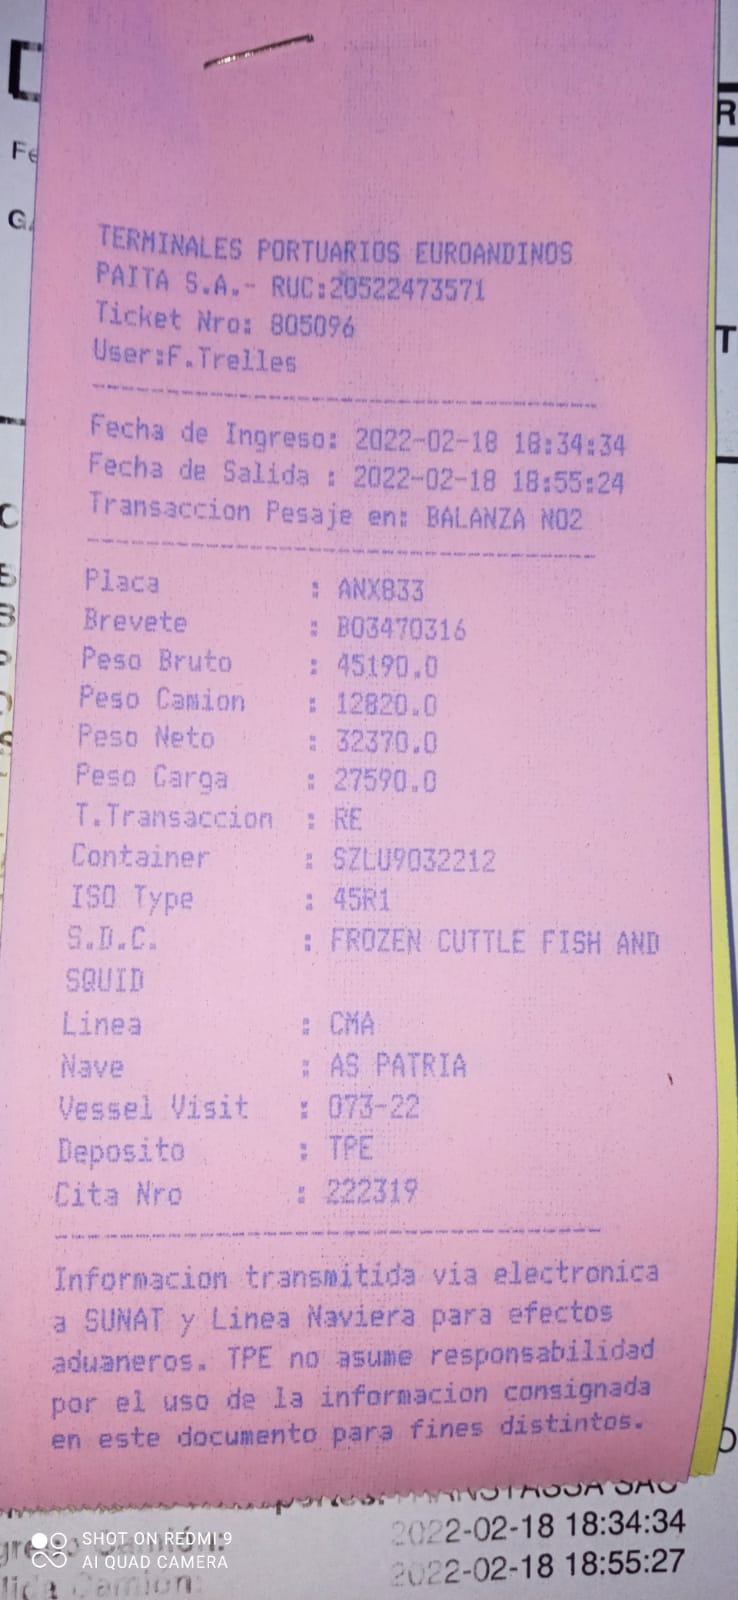 TERMINALES PORTUARIOS EUROANDINOS
PAITA S.A.- RUC:20522473571
Ticket Nro: 805096
User:F.Trelles
Fecha de Ingreso: 2022-02-18 18:34:34
Fecha de Salida : 2022-02-18 18:55:24
Transaccion Pesaje en: BALANZA NO2
Placa : ANX833
Brevete : B03470316
Peso Bruto : 45190.0
Peso Camion : 12820.0
Peso Neto : 32370.0
Peso Carga : 27590.0
T.Transaccion : RE
Container : SZLU9032212
ISO Type : 45R1
S.D.C. : FROZEN CUTTLE FISH AND
SQUID
Linea : CMA
Nave : AS PATRIA
Vessel Visit : 073-22
Deposito : TPE
Cita Nro : 222319
Informacion transmitida via electronica
a SUNAT y Linea Naviera para efectos
aduaneros. TPE no asume responsabilidad
por el uso de la informacion consignada
en este documento para fines distintos.
Camión: 2022-02-18 18:34:34
Camion: 2022-02-18 18:55:27
SHOT ON REDMI 9
AI QUAD CAMERA